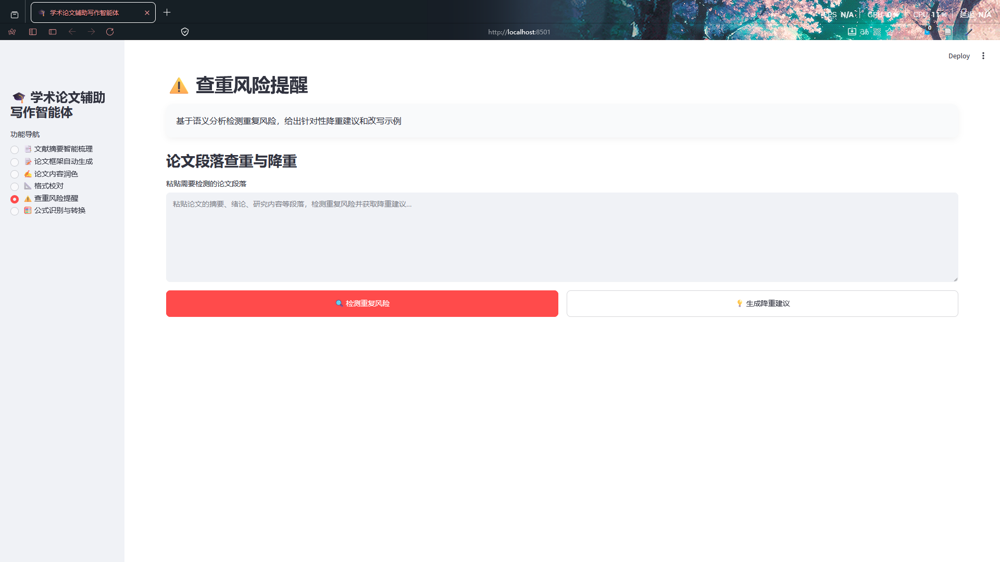 学术论文辅助写作智能体
FPS N/A GPU 0% CPU 11% 延迟 N/A
http://localhost:8501
0
Deploy
学术论文辅助
写作智能体
功能导航
文献摘要智能梳理
论文框架自动生成
论文内容润色
格式校对
查重风险提醒
公式识别与转换
查重风险提醒
基于语义分析检测重复风险，给出针对性降重建议和改写示例
论文段落查重与降重
粘贴需要检测的论文段落
粘贴论文的摘要、绪论、研究内容等段落，检测重复风险并获取降重建议...
检测重复风险
生成降重建议